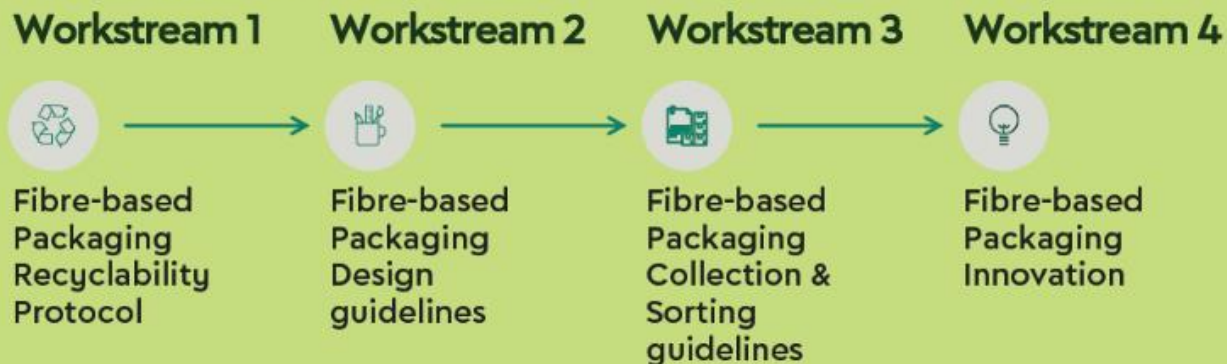 Workstream 1
Fibre-based
Packaging
Recyclability
Protocol
Workstream 2
Fibre-based
Packaging
Design
guidelines
Workstream 3
Fibre-based
Packaging
Collection &
Sorting
guidelines
Workstream 4
Fibre-based
Packaging
Innovation